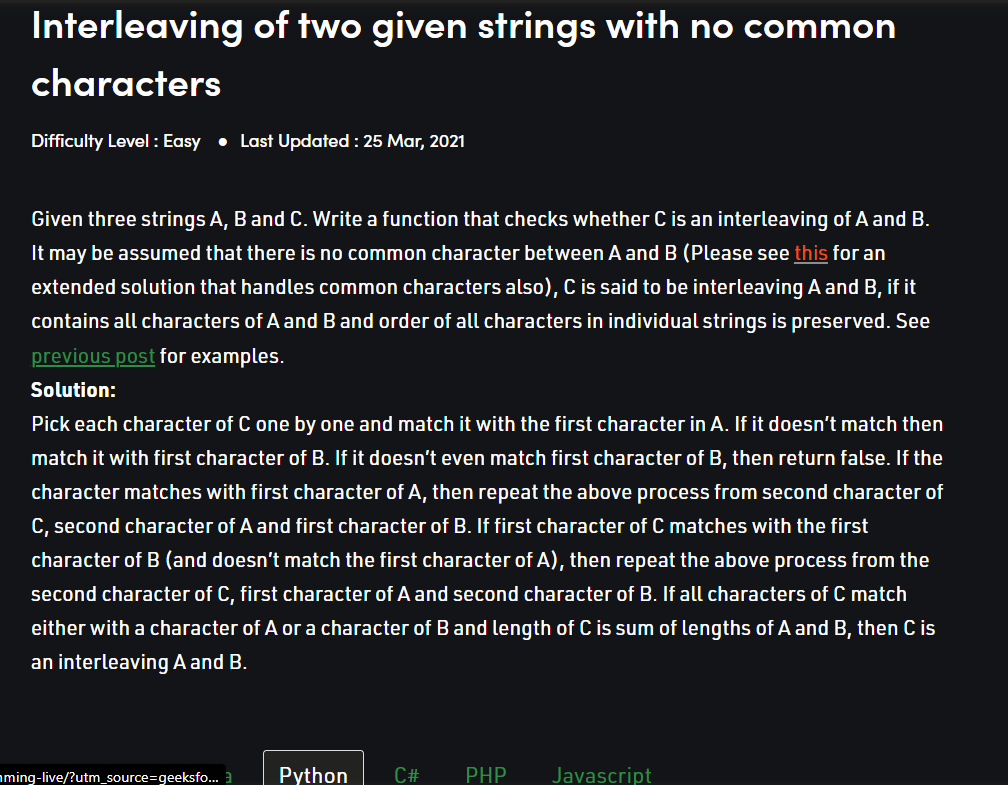 Interleaving of two given strings with no common
characters
Difficulty Level : Easy ● Last Updated : 25 Mar, 2021
Given three strings A, B and C. Write a function that checks whether C is an interleaving of A and B.
It may be assumed that there is no common character between A and B (Please see this for an
extended solution that handles common characters also), C is said to be interleaving A and B, if it
contains all characters of A and B and order of all characters in individual strings is preserved. See
previous post for examples.
Solution:
Pick each character of C one by one and match it with the first character in A. If it doesn’t match then
match it with first character of B. If it doesn’t even match first character of B, then return false. If the
character matches with first character of A, then repeat the above process from second character of
C, second character of A and first character of B. If first character of C matches with the first
character of B (and doesn’t match the first character of A), then repeat the above process from the
second character of C, first character of A and second character of B. If all characters of C match
either with a character of A or a character of B and length of C is sum of lengths of A and B, then C is
an interleaving A and B.
nming-live/?utm_source=geeksfo... a Python C# PHP Javascript